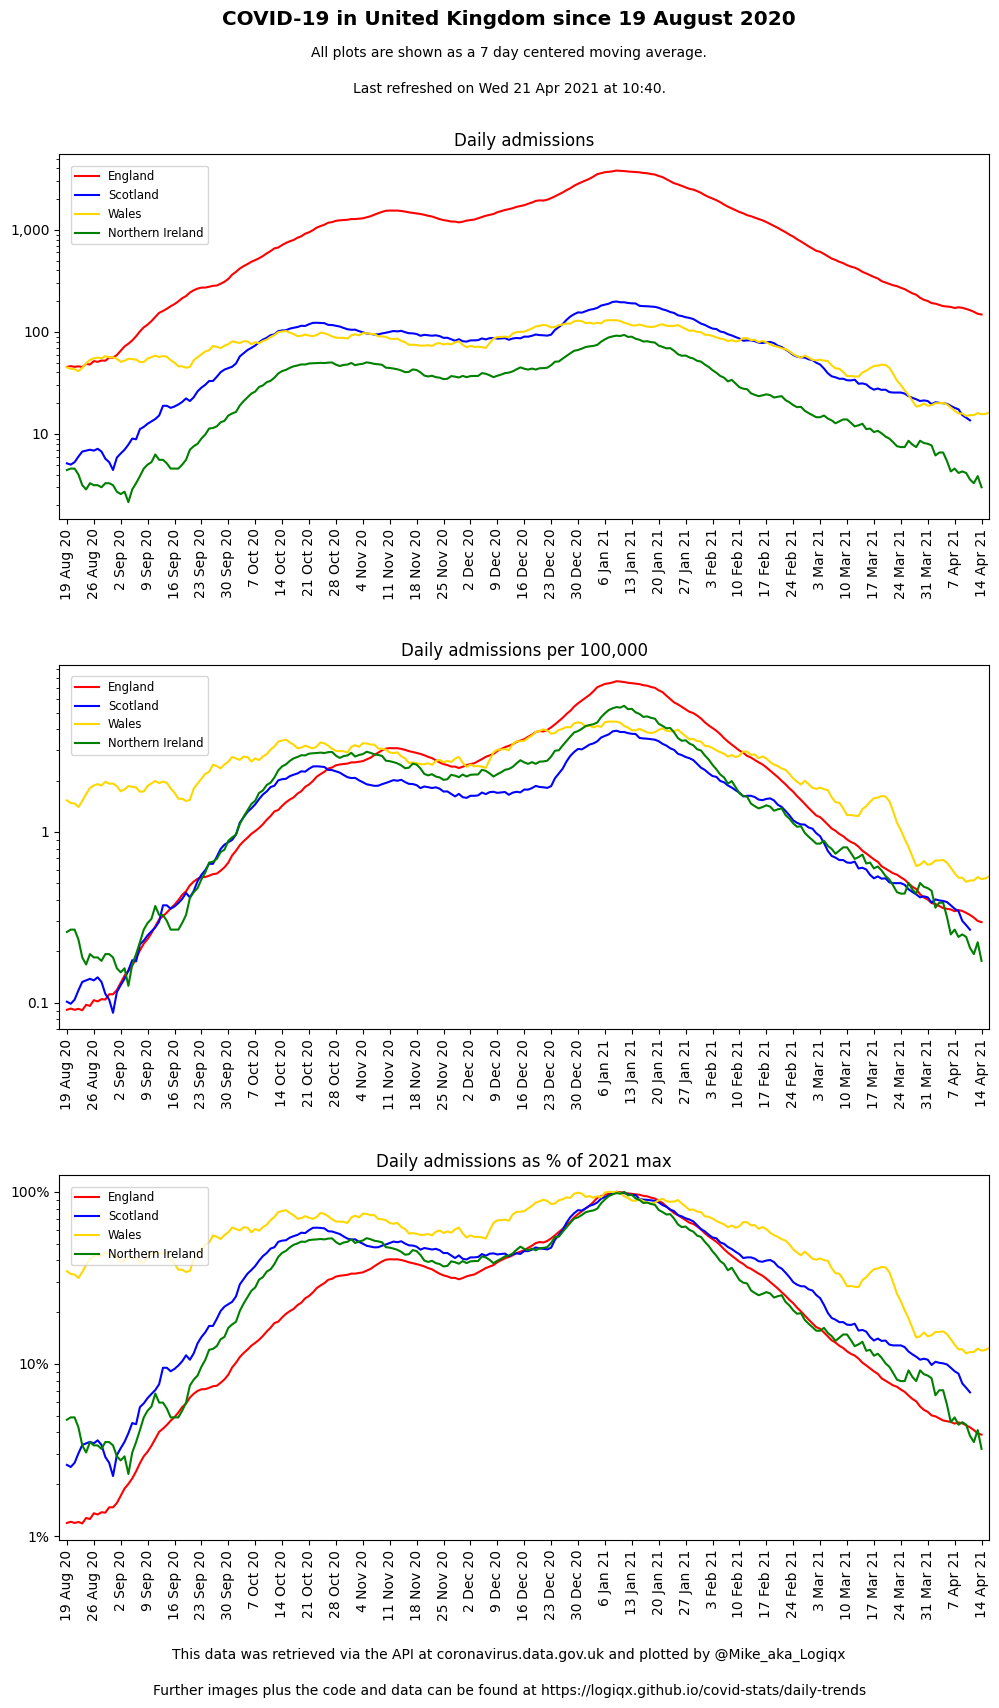 COVID-19 in United Kingdom since 19 August 2020
All plots are shown as a 7 day centered moving average.
Last refreshed on Wed 21 Apr 2021 at 10:40.
Daily admissions
England
Scotland
Wales
Northern Ireland
1,000
100
10
19 Aug 20
26 Aug 20
2 Sep 20
9 Sep 20
16 Sep 20
23 Sep 20
30 Sep 20
7 Oct 20
14 Oct 20
21 Oct 20
28 Oct 20
4 Nov 20
11 Nov 20
18 Nov 20
25 Nov 20
2 Dec 20
9 Dec 20
16 Dec 20
23 Dec 20
30 Dec 20
6 Jan 21
13 Jan 21
20 Jan 21
27 Jan 21
3 Feb 21
10 Feb 21
17 Feb 21
24 Feb 21
3 Mar 21
10 Mar 21
17 Mar 21
24 Mar 21
31 Mar 21
7 Apr 21
14 Apr 21
Daily admissions per 100,000
England
Scotland
Wales
Northern Ireland
1
0.1
19 Aug 20
26 Aug 20
2 Sep 20
9 Sep 20
16 Sep 20
23 Sep 20
30 Sep 20
7 Oct 20
14 Oct 20
21 Oct 20
28 Oct 20
4 Nov 20
11 Nov 20
18 Nov 20
25 Nov 20
2 Dec 20
9 Dec 20
16 Dec 20
23 Dec 20
30 Dec 20
6 Jan 21
13 Jan 21
20 Jan 21
27 Jan 21
3 Feb 21
10 Feb 21
17 Feb 21
24 Feb 21
3 Mar 21
10 Mar 21
17 Mar 21
24 Mar 21
31 Mar 21
7 Apr 21
14 Apr 21
Daily admissions as % of 2021 max
100%
England
Scotland
Wales
Northern Ireland
10%
1%
19 Aug 20
26 Aug 20
2 Sep 20
9 Sep 20
16 Sep 20
23 Sep 20
30 Sep 20
7 Oct 20
14 Oct 20
21 Oct 20
28 Oct 20
4 Nov 20
11 Nov 20
18 Nov 20
25 Nov 20
2 Dec 20
9 Dec 20
16 Dec 20
23 Dec 20
30 Dec 20
6 Jan 21
13 Jan 21
20 Jan 21
27 Jan 21
3 Feb 21
10 Feb 21
17 Feb 21
24 Feb 21
3 Mar 21
10 Mar 21
17 Mar 21
24 Mar 21
31 Mar 21
7 Apr 21
14 Apr 21
This data was retrieved via the API at coronavirus.data.gov.uk and plotted by @Mike_aka_Logiqx
Further images plus the code and data can be found at https://logiqx.github.io/covid-stats/daily-trends